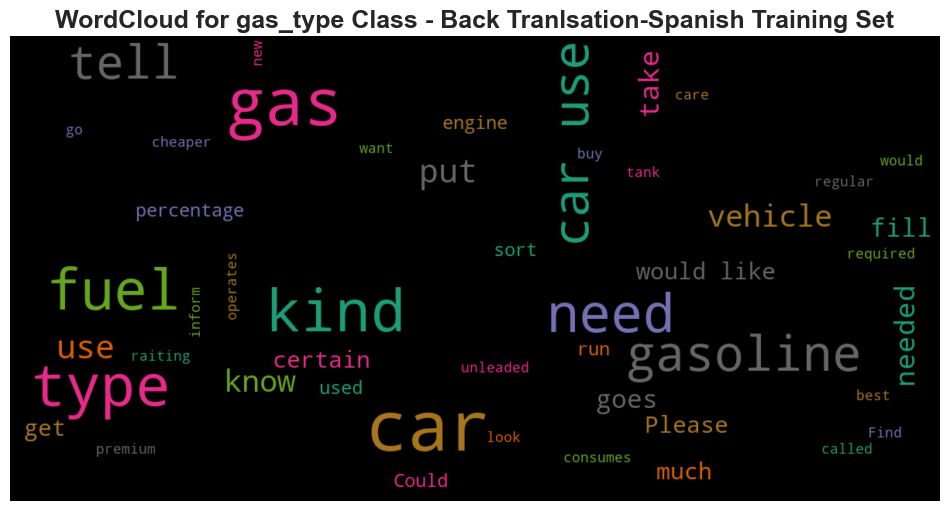 WordCloud for gas_type Class - Back Tranlsation-Spanish Training Set
tell
new
gas
car use
take
care
go
cheaper
engine
want
put
buy
tank
would
regular
percentage
vehicle
fill
sort
required
operates
would like
fuel
inform
kind
need
needed
use
raiting
certain
run
gasoline
type
know
used
unleaded
goes
best
get
car
look
Please
Find
premium
consumes
called
Could
much